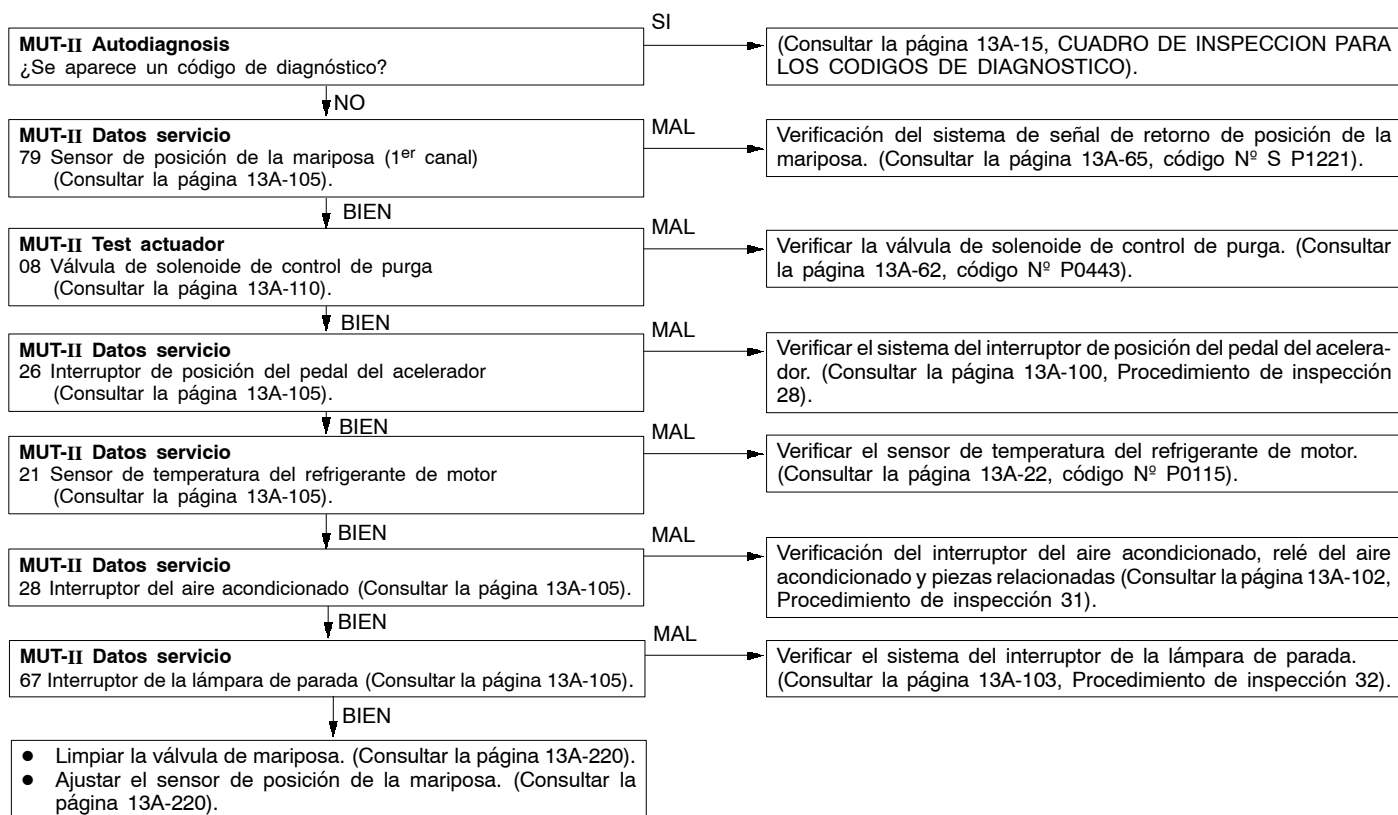 SI
MUT-II Autodiagnosis
¿Se aparece un código de diagnóstico?
(Consultar la página 13A-15, CUADRO DE INSPECCION PARA
LOS CODIGOS DE DIAGNOSTICO).
NO
MUT-II Datos servicio
79 Sensor de posición de la mariposa (1er canal)
(Consultar la página 13A-105).
MAL
Verificación del sistema de señal de retorno de posición de la
mariposa. (Consultar la página 13A-65, código Nº S P1221).
BIEN
MUT-II Test actuador
08 Válvula de solenoide de control de purga
(Consultar la página 13A-110).
MAL
Verificar la válvula de solenoide de control de purga. (Consultar
la página 13A-62, código Nº P0443).
BIEN
MUT-II Datos servicio
26 Interruptor de posición del pedal del acelerador
(Consultar la página 13A-105).
MAL
Verificar el sistema del interruptor de posición del pedal del acelera-
dor. (Consultar la página 13A-100, Procedimiento de inspección
28).
BIEN
MUT-II Datos servicio
21 Sensor de temperatura del refrigerante de motor
(Consultar la página 13A-105).
MAL
Verificar el sensor de temperatura del refrigerante de motor.
(Consultar la página 13A-22, código Nº P0115).
BIEN
MUT-II Datos servicio
28 Interruptor del aire acondicionado (Consultar la página 13A-105).
MAL
Verificación del interruptor del aire acondicionado, relé del aire
acondicionado y piezas relacionadas (Consultar la página 13A-102,
Procedimiento de inspección 31).
BIEN
MUT-II Datos servicio
67 Interruptor de la lámpara de parada (Consultar la página 13A-105).
MAL
Verificar el sistema del interruptor de la lámpara de parada.
(Consultar la página 13A-103, Procedimiento de inspección 32).
BIEN
● Limpiar la válvula de mariposa. (Consultar la página 13A-220).
● Ajustar el sensor de posición de la mariposa. (Consultar la
página 13A-220).